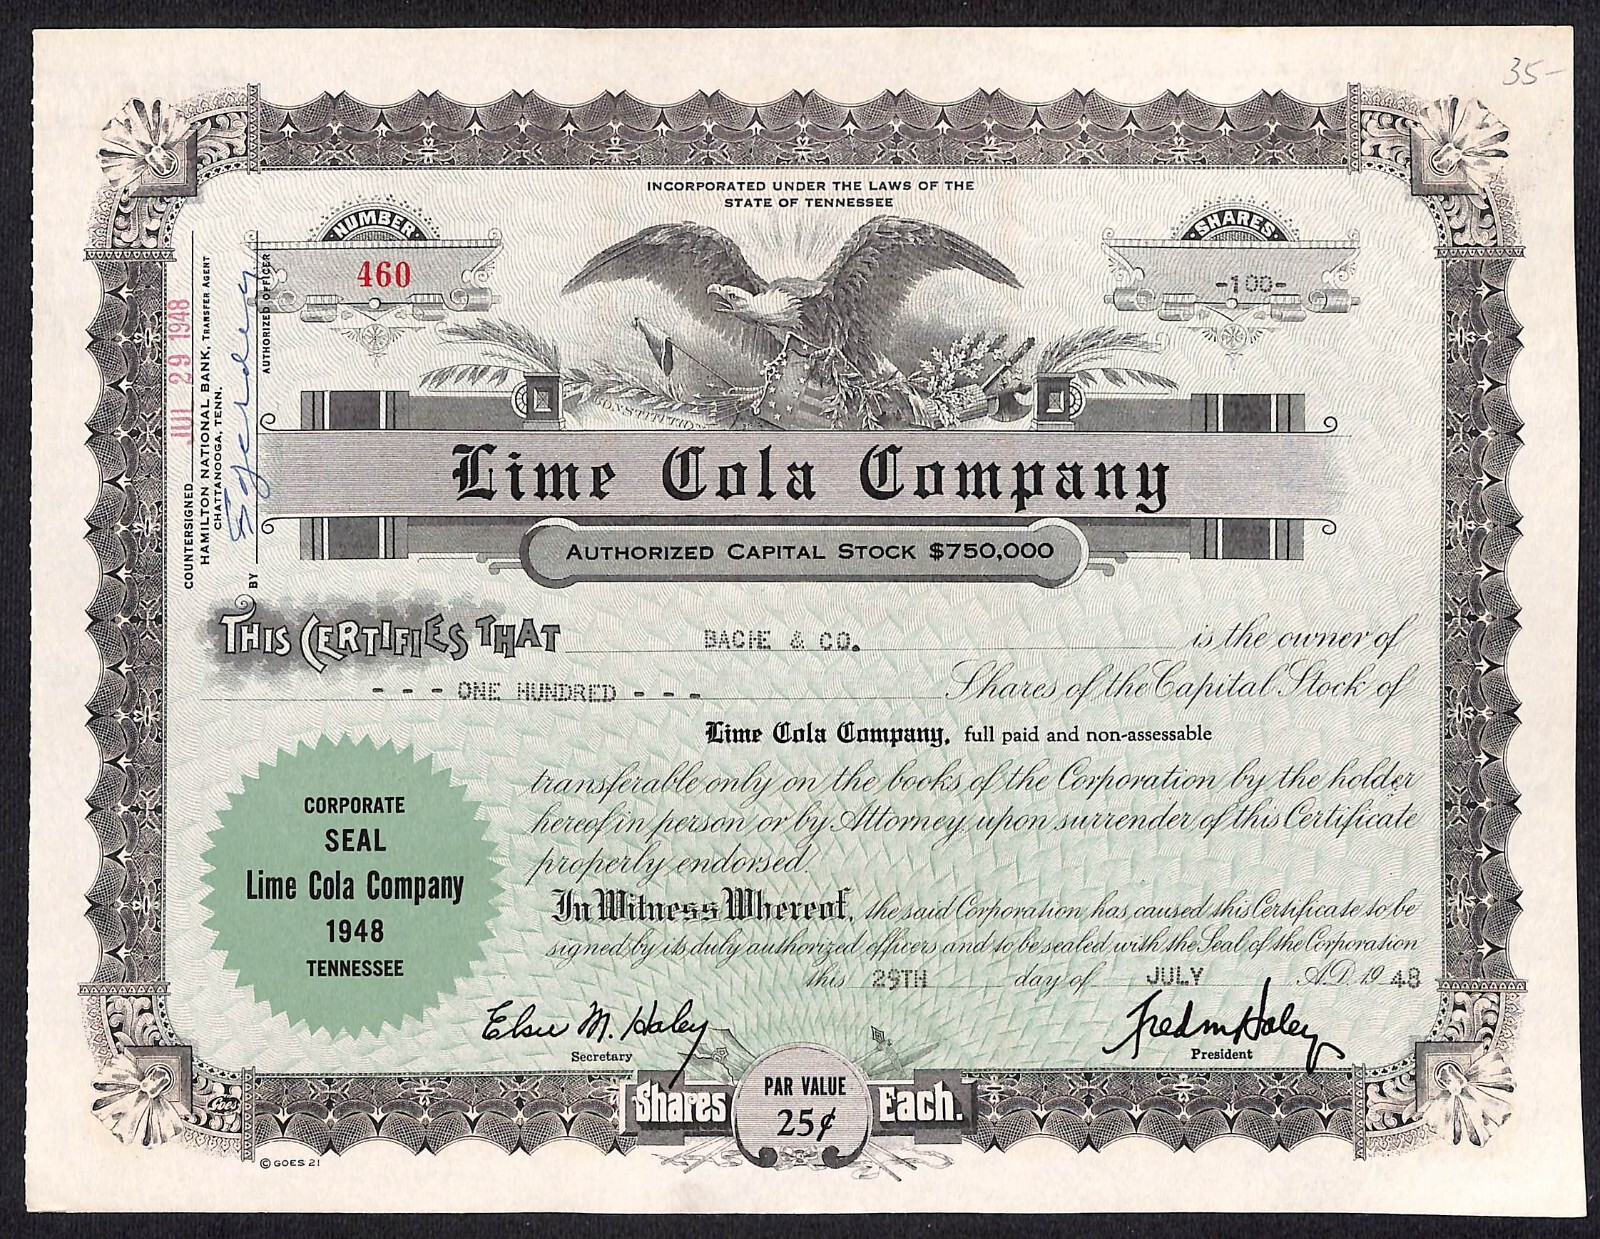 35-
INCORPORATED UNDER THE LAWS OF THE
STATE OF TENNESSEE
NUMBER
460
SHARES
-100-
CONSTITUTIO
Lime Cola Company
AUTHORIZED CAPITAL STOCK $750,000
COUNTERSIGNED
JUL 29 1948
HAMILTON NATIONAL BANK, TRANSFER AGENT
CHATTANOOGA, TENN.
BY
AUTHORIZED OFFICER
THIS CERTIFIES THAT BACHE & CO. is the owner of
- - - ONE HUNDRED - - - Shares of the Capital Stock of
Lime Cola Company, full paid and non-assessable
transferable only on the books of the Corporation by the holder
hereof in person or by Attorney upon surrender of this Certificate
properly endorsed.
In Witness Whereof, the said Corporation has caused this Certificate to be
signed by its duly authorized officers and to be sealed with the Seal of the Corporation
this 29TH day of JULY A.D. 19 48
CORPORATE
SEAL
Lime Cola Company
1948
TENNESSEE
Elsie M. Haley
Secretary
Fred M Haley
President
Shares
PAR VALUE
25¢
Each.
Goes
© GOES 21